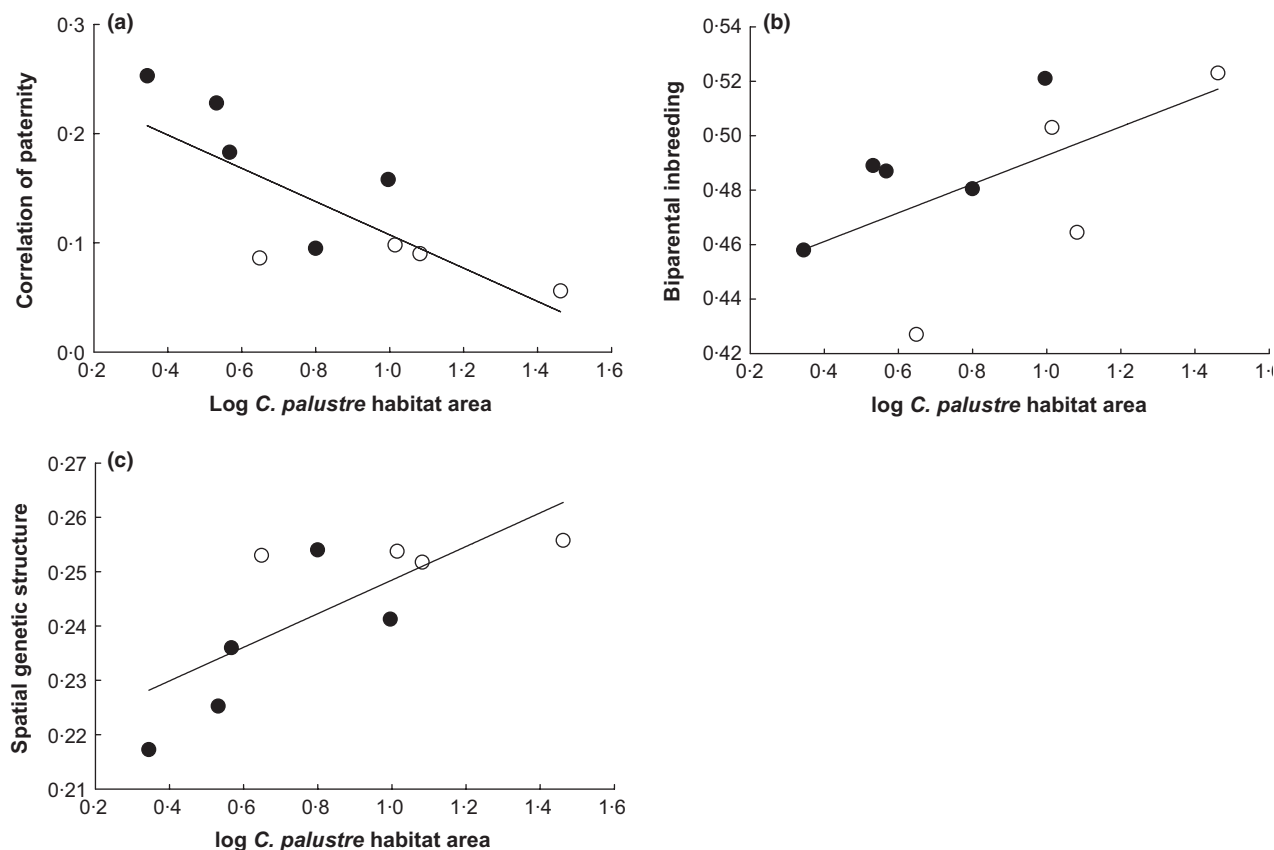 (a)
0·3
0·2
0·1
0·0
Correlation of paternity
0·2 0·4 0·6 0·8 1·0 1·2 1·4 1·6
Log C. palustre habitat area
(b)
0·54
0·52
0·50
0·48
0·46
0·44
0·42
Biparental inbreeding
0·2 0·4 0·6 0·8 1·0 1·2 1·4 1·6
log C. palustre habitat area
(c)
0·27
0·26
0·25
0·24
0·23
0·22
0·21
Spatial genetic structure
0·2 0·4 0·6 0·8 1·0 1·2 1·4 1·6
log C. palustre habitat area